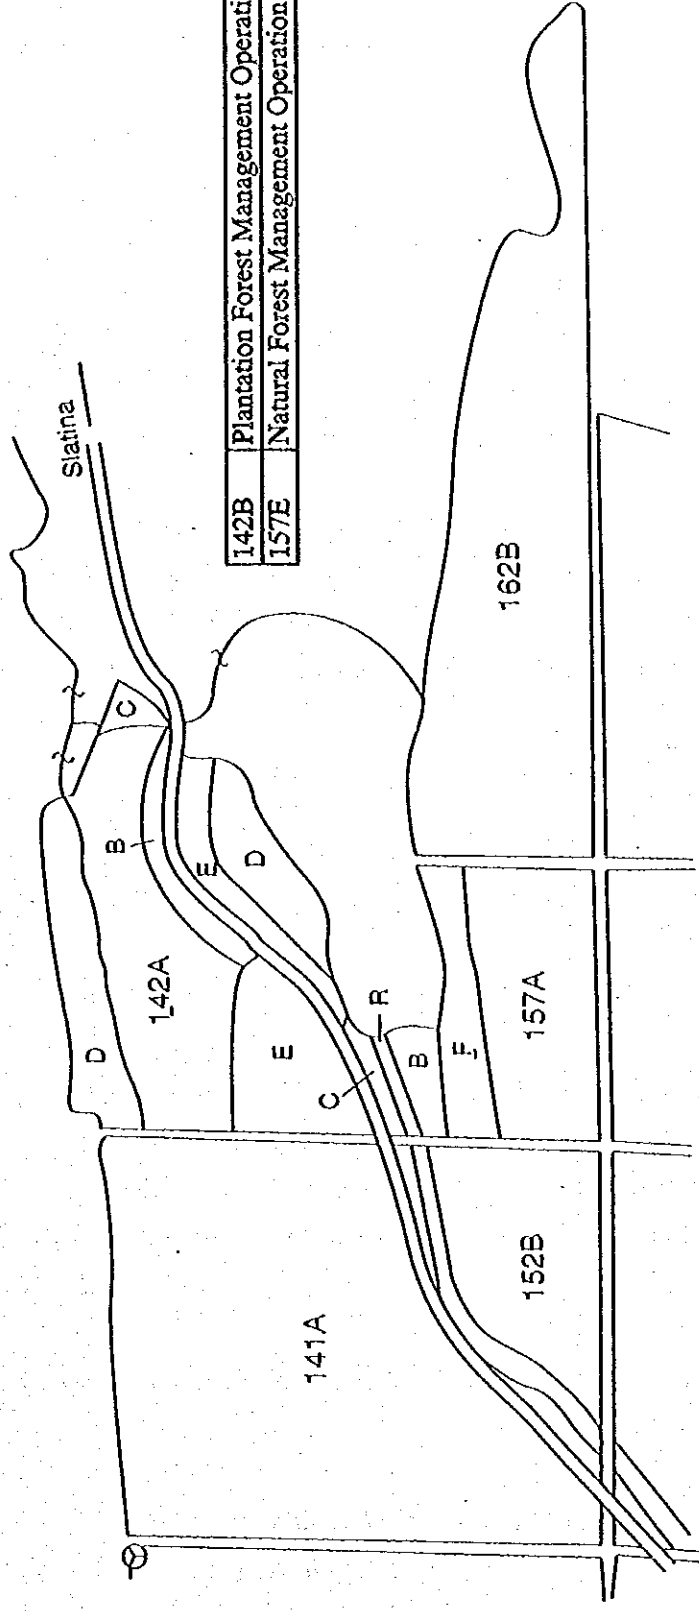 Slatina
142B Plantation Forest Management Operati
157E Natural Forest Management Operation
C
B
D
142A
E
D
E
R
C
B
F
141A
152B
157A
162B